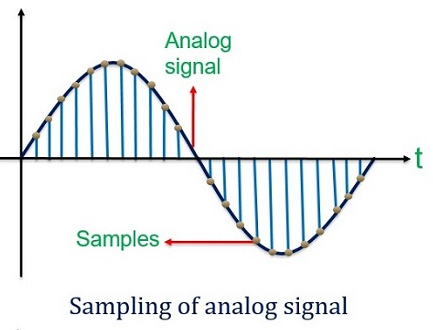 Analog
signal
t
Samples
Sampling of analog signal